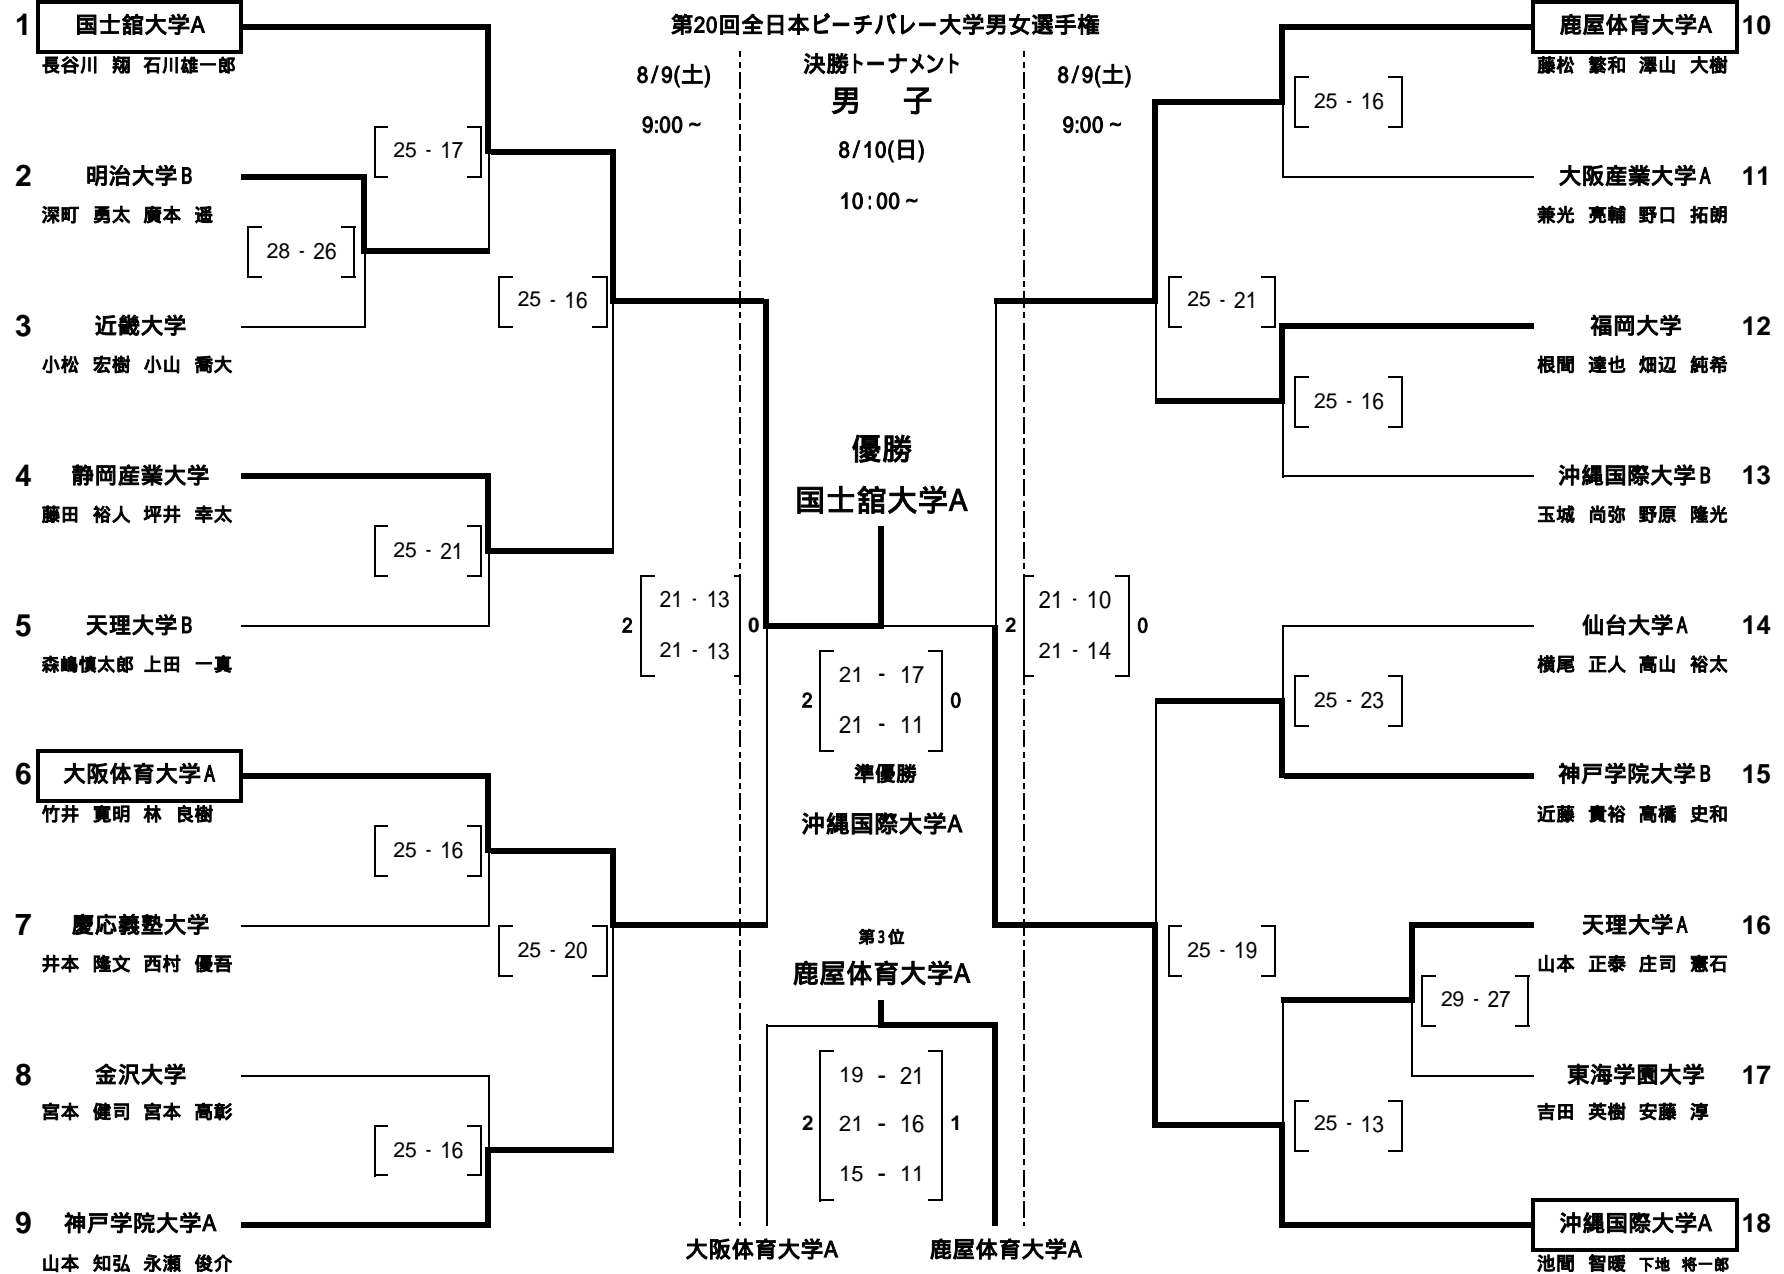 第20回全日本ビーチバレー大学男女選手権
決勝トーナメント
男 子
8/9(土)
9:00～
8/10(日)
10:00～
8/9(土)
9:00～
1 国士舘大学A
長谷川 翔 石川雄一郎
25 - 17
2 明治大学B
深町 勇太 廣本 遥
28 - 26
3 近畿大学
小松 宏樹 小山 喬大
25 - 16
4 静岡産業大学
藤田 裕人 坪井 幸太
25 - 21
5 天理大学B
森嶋慎太郎 上田 一真
2 21 - 13 0
21 - 13
6 大阪体育大学A
竹井 寛明 林 良樹
25 - 16
7 慶応義塾大学
井本 隆文 西村 優吾
25 - 20
8 金沢大学
宮本 健司 宮本 高彰
25 - 16
9 神戸学院大学A
山本 知弘 永瀬 俊介
優勝
国士舘大学A
2 21 - 17 0
21 - 11
準優勝
沖縄国際大学A
第3位
鹿屋体育大学A
19 - 21
2 21 - 16 1
15 - 11
大阪体育大学A 鹿屋体育大学A
鹿屋体育大学A 10
藤松 繁和 澤山 大樹
25 - 16
大阪産業大学A 11
兼光 亮輔 野口 拓朗
25 - 21
福岡大学 12
根間 達也 畑辺 純希
25 - 16
沖縄国際大学B 13
玉城 尚弥 野原 隆光
2 21 - 10 0
21 - 14
仙台大学A 14
横尾 正人 高山 裕太
25 - 23
神戸学院大学B 15
近藤 貴裕 高橋 史和
25 - 19
天理大学A 16
山本 正泰 庄司 憲右
29 - 27
東海学園大学 17
吉田 英樹 安藤 淳
25 - 13
沖縄国際大学A 18
池間 智暖 下地 将一郎